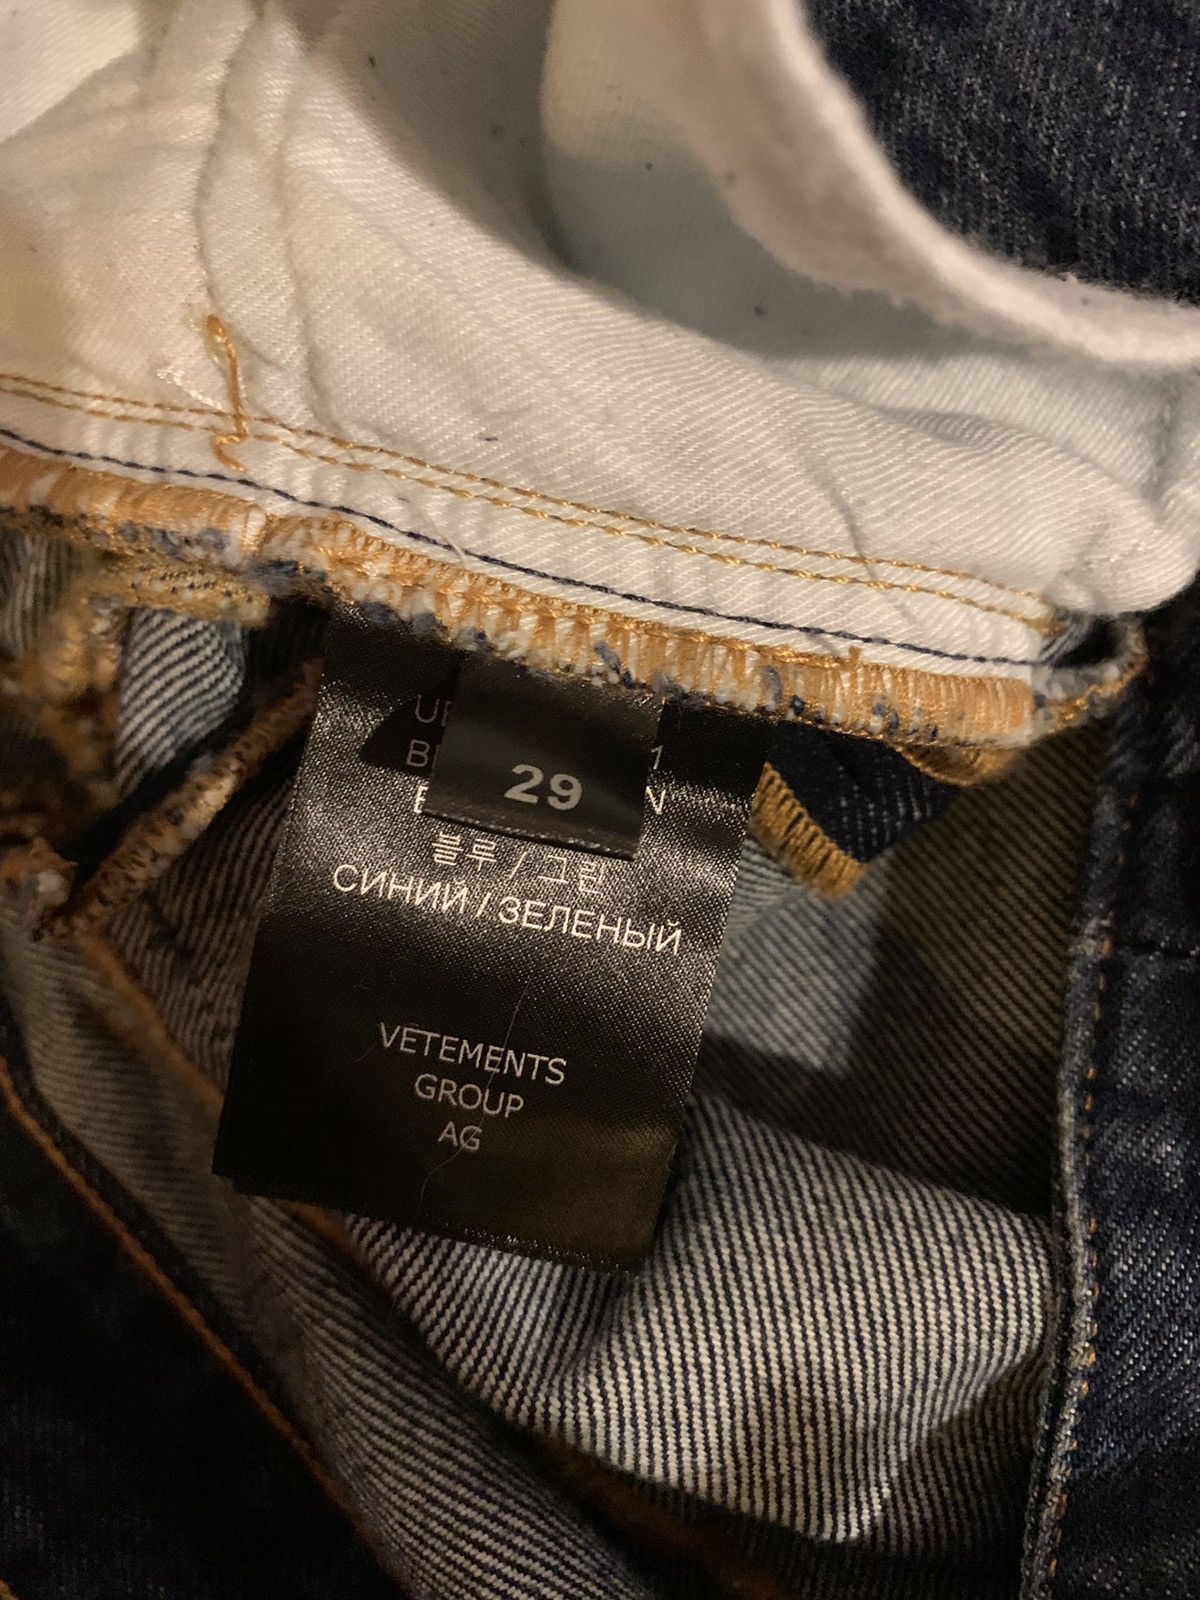 29
블루 / 그린
СИНИЙ / ЗЕЛЕНЫЙ
VETEMENTS
GROUP
AG